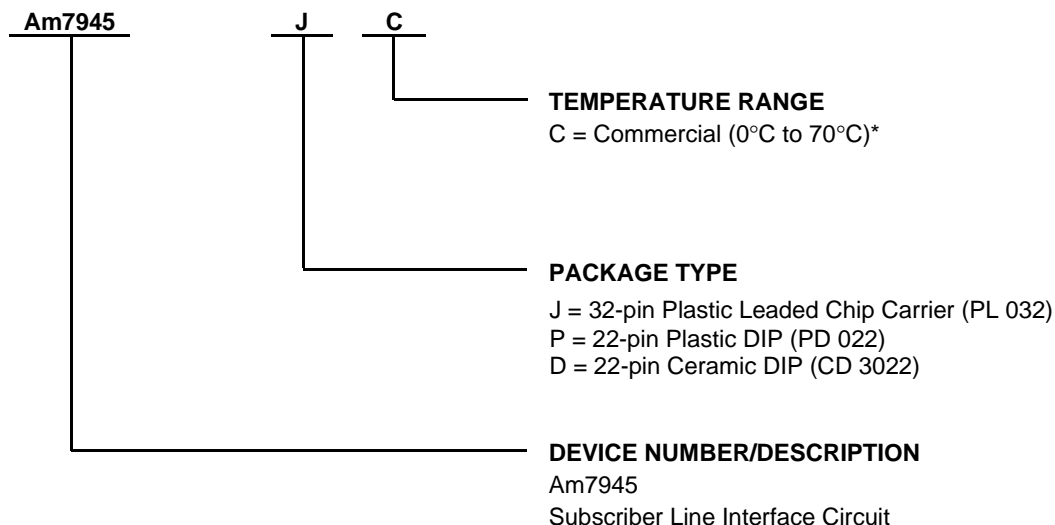 Am7945 J C
TEMPERATURE RANGE
C = Commercial (0°C to 70°C)*
PACKAGE TYPE
J = 32-pin Plastic Leaded Chip Carrier (PL 032)
P = 22-pin Plastic DIP (PD 022)
D = 22-pin Ceramic DIP (CD 3022)
DEVICE NUMBER/DESCRIPTION
Am7945
Subscriber Line Interface Circuit